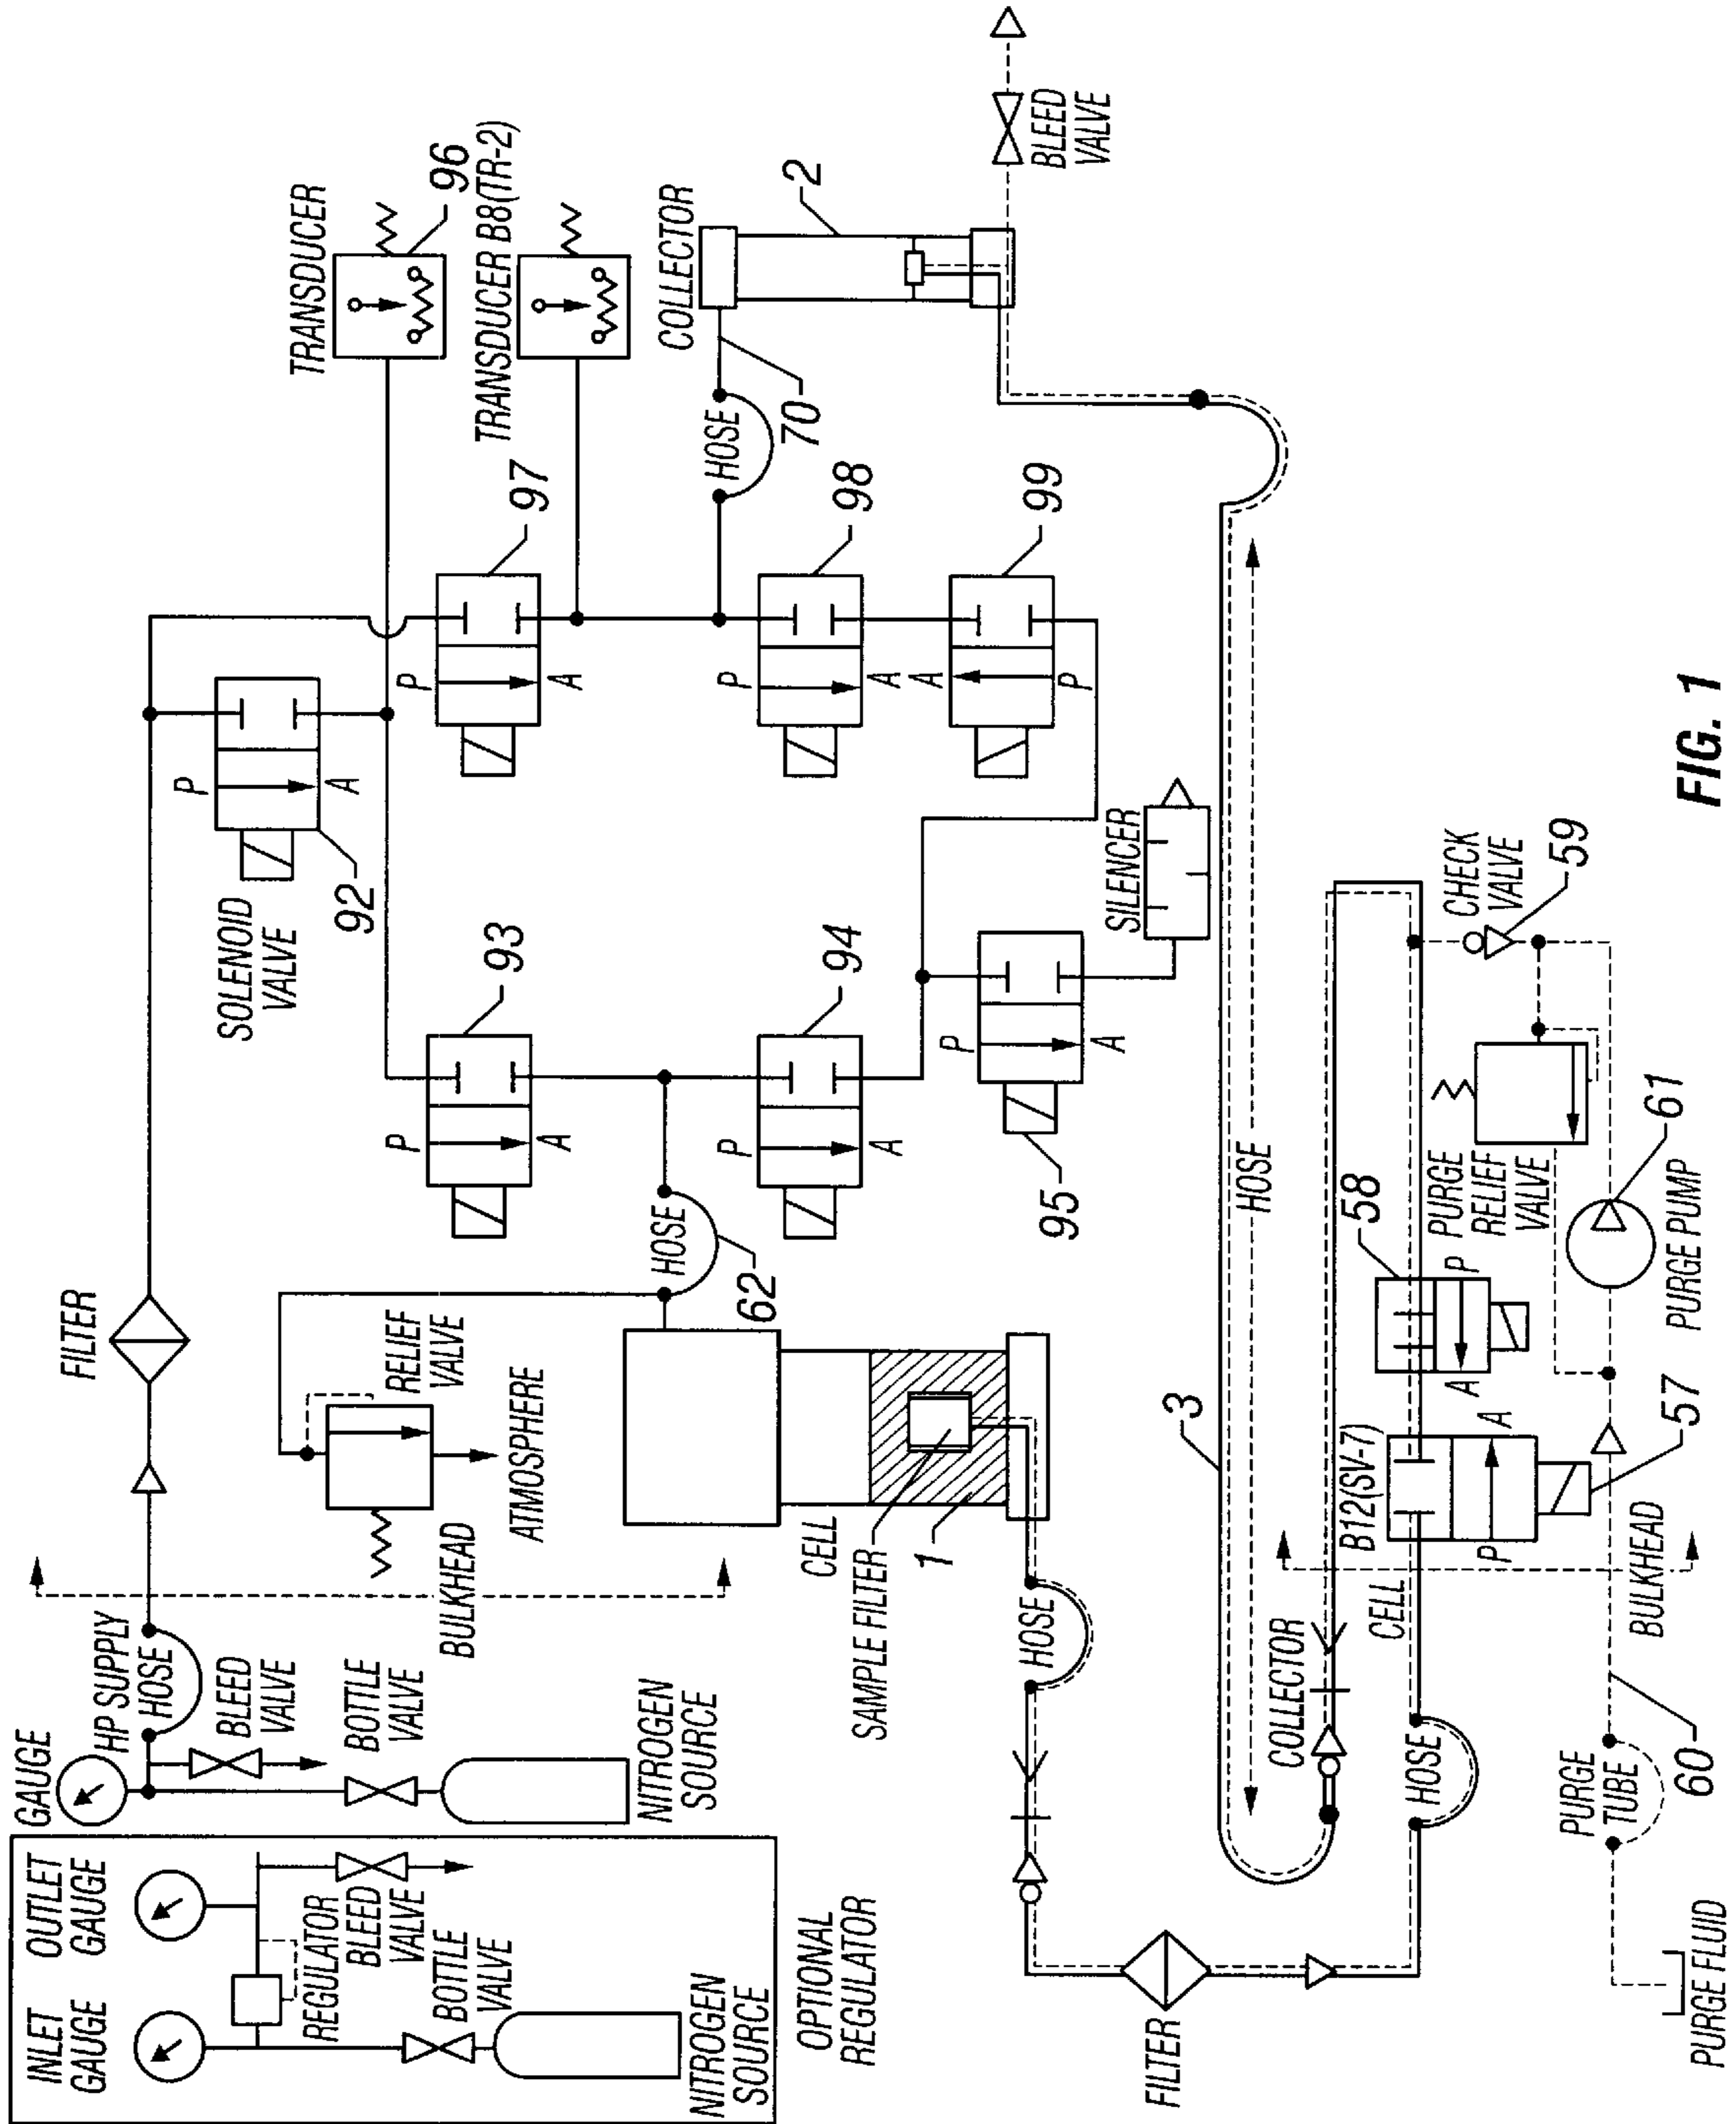 INLET
GAUGE
OUTLET
GAUGE
REGULATOR
BLEED
VALVE
BOTTLE
VALVE
NITROGEN
SOURCE
OPTIONAL
REGULATOR
GAUGE
HP SUPPLY
HOSE
BLEED
VALVE
BOTTLE
VALVE
NITROGEN
SOURCE
BULKHEAD
FILTER
RELIEF
VALVE
ATMOSPHERE
SOLENOID
VALVE
92
P
A
TRANSDUCER
96
TRANSDUCER B8(TR-2)
97
P
A
93
P
A
HOSE
62
94
P
A
98
P
A
99
A
P
HOSE
70
COLLECTOR
2
BLEED
VALVE
95
P
A
SILENCER
CELL
SAMPLE FILTER
1
HOSE
HOSE
3
COLLECTOR
CELL
B12(SV-7)
P
A
57
58
A
P
PURGE
RELIEF
VALVE
CHECK
VALVE
59
61
PURGE PUMP
BULKHEAD
HOSE
PURGE
TUBE
60
PURGE FLUID
FILTER
FIG. 1